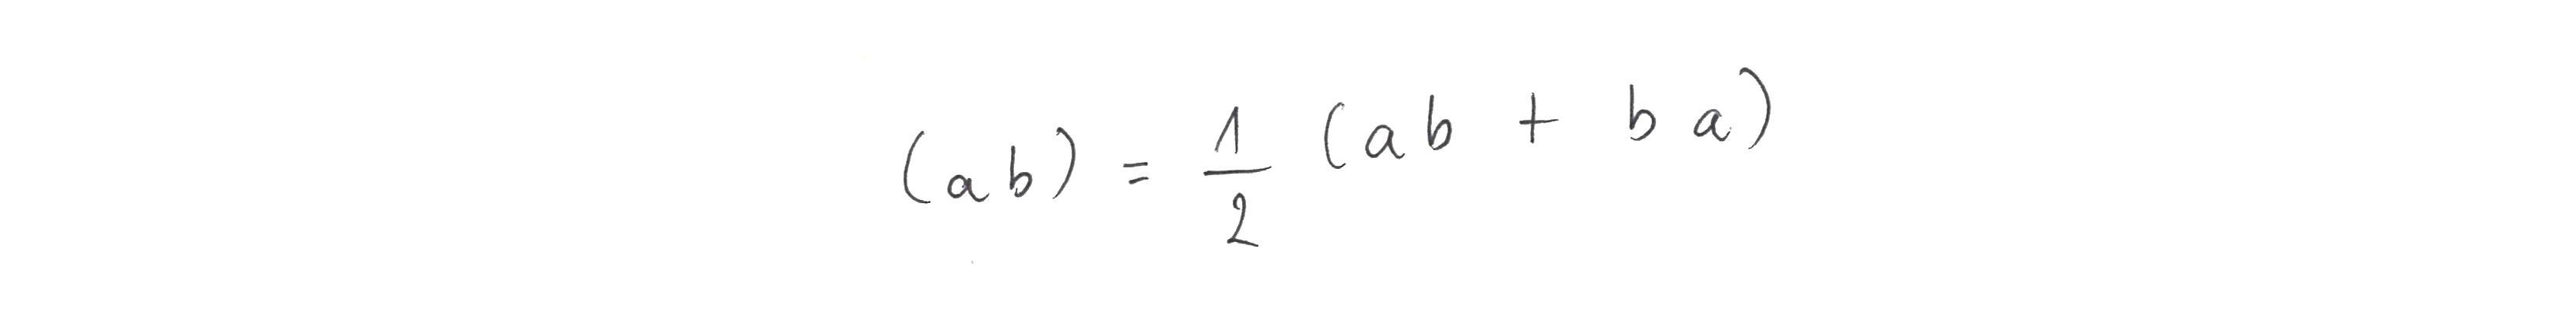 (ab) = 1/2 (ab + ba)